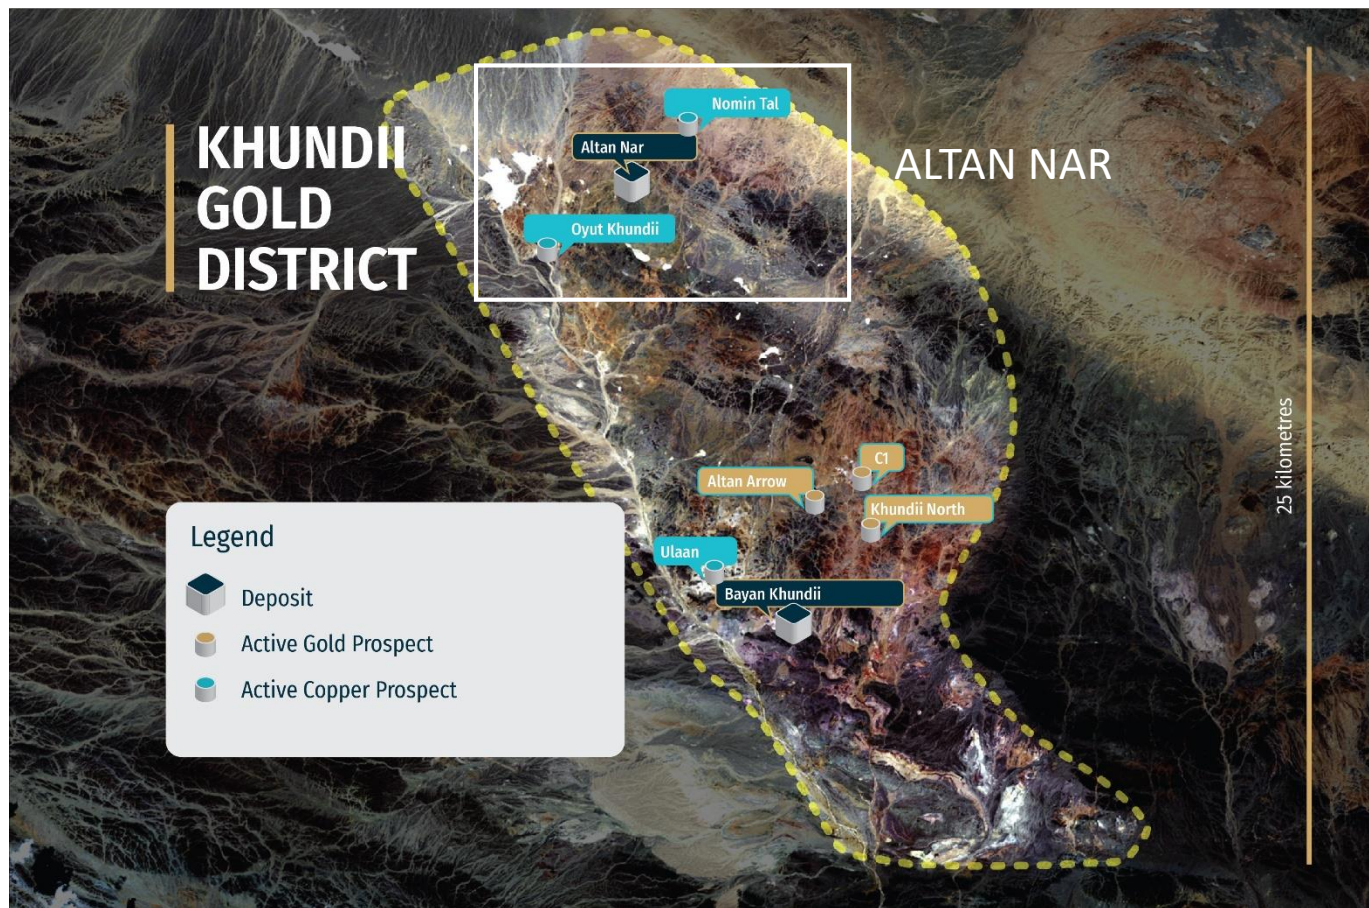 KHUNDII
GOLD
DISTRICT
Nomin Tal
Altan Nar
ALTAN NAR
Oyut Khundii
C1
Altan Arrow
Khundii North
Ulaan
Bayan Khundii
25 kilometres
Legend
Deposit
Active Gold Prospect
Active Copper Prospect